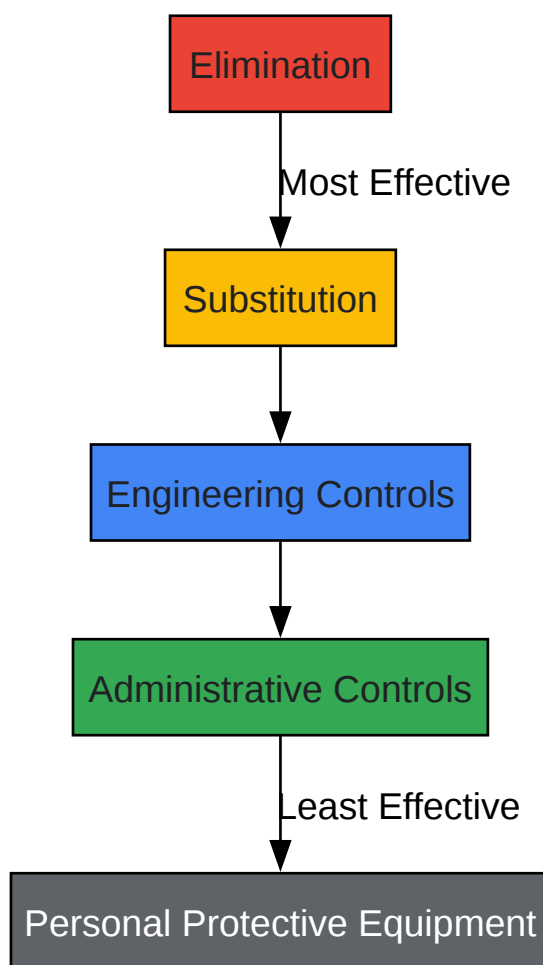 Elimination
Most Effective
Substitution
Engineering Controls
Administrative Controls
Least Effective
Personal Protective Equipment